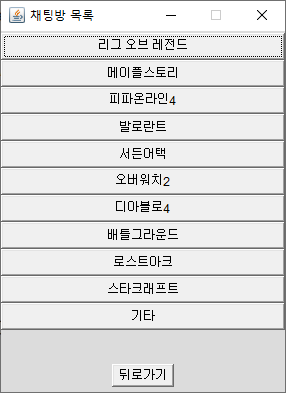 채팅방 목록
리그 오브 레전드
메이플스토리
피파온라인4
발로란트
서든어택
오버워치2
디아블로4
배틀그라운드
로스트아크
스타크래프트
기타
뒤로가기